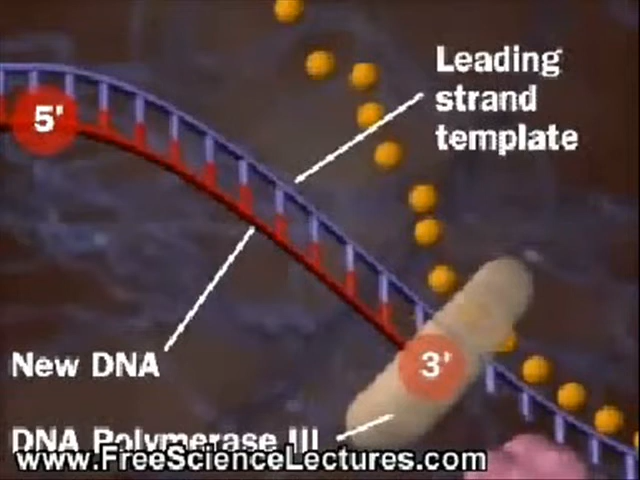 Leading
strand
template
5'
New DNA
3'
DNA Polymerase III
www.FreeScienceLectures.com